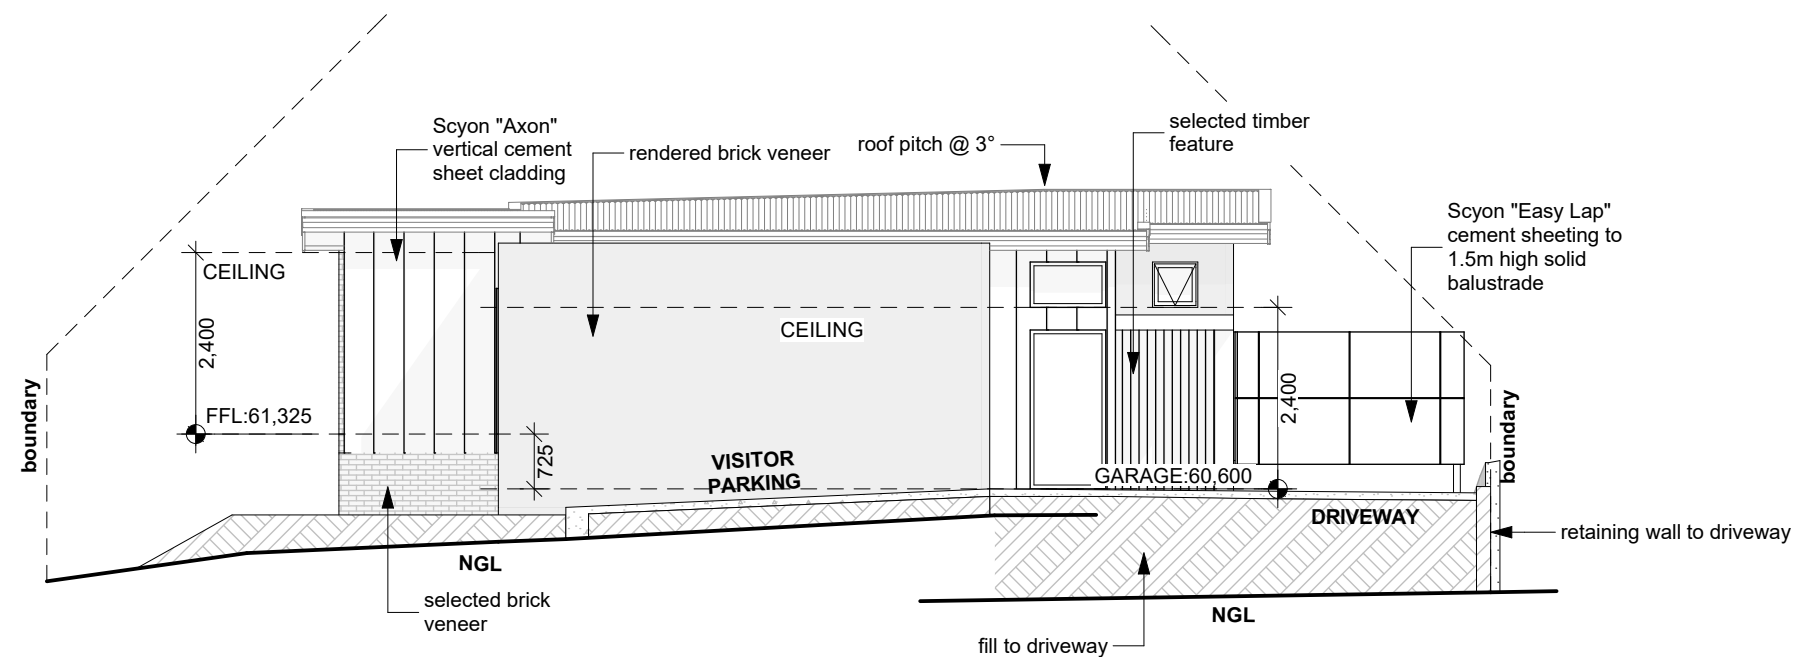 Scyon "Axon"
vertical cement
sheet cladding
rendered brick veneer
roof pitch @ 3°
selected timber
feature
Scyon "Easy Lap"
cement sheeting to
1.5m high solid
balustrade
CEILING
2,400
FFL:61,325
boundary
725
CEILING
VISITOR
PARKING
2,400
GARAGE:60,600
boundary
DRIVEWAY
retaining wall to driveway
NGL
selected brick
veneer
NGL
fill to driveway